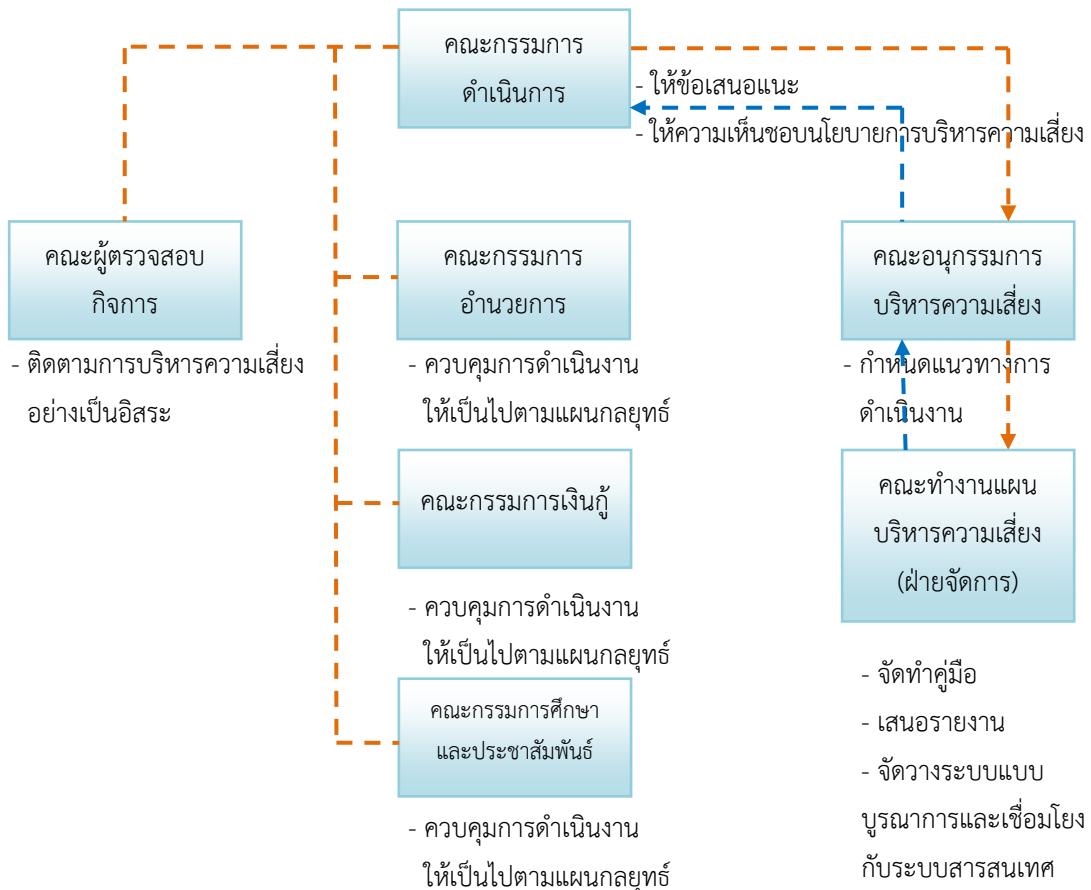 คณะกรรมการ
ดำเนินการ
- ให้ข้อเสนอแนะ
- ให้ความเห็นชอบนโยบายการบริหารความเสี่ยง
คณะผู้ตรวจสอบ
กิจการ
- ติดตามการบริหารความเสี่ยง
อย่างเป็นอิสระ
คณะกรรมการ
อำนวยการ
- ควบคุมการดำเนินงาน
ให้เป็นไปตามแผนกลยุทธ์
คณะอนุกรรมการ
บริหารความเสี่ยง
- กำหนดแนวทางการ
ดำเนินงาน
คณะกรรมการเงินกู้
- ควบคุมการดำเนินงาน
ให้เป็นไปตามแผนกลยุทธ์
คณะทำงานแผน
บริหารความเสี่ยง
(ฝ่ายจัดการ)
- จัดทำคู่มือ
- เสนอรายงาน
- จัดวางระบบแบบ
บูรณาการและเชื่อมโยง
กับระบบสารสนเทศ
คณะกรรมการศึกษา
และประชาสัมพันธ์
- ควบคุมการดำเนินงาน
ให้เป็นไปตามแผนกลยุทธ์